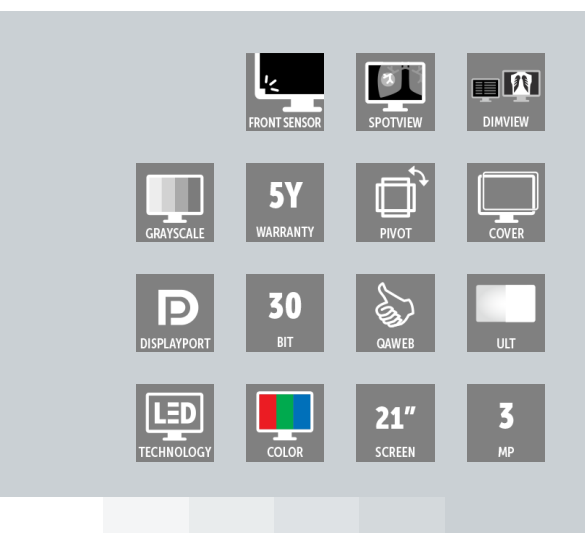 FRONT SENSOR
SPOTVIEW
DIMVIEW
GRAYSCALE
5Y
WARRANTY
PIVOT
COVER
DISPLAYPORT
30
BIT
QAWEB
ULT
LED
TECHNOLOGY
COLOR
21"
SCREEN
3
MP